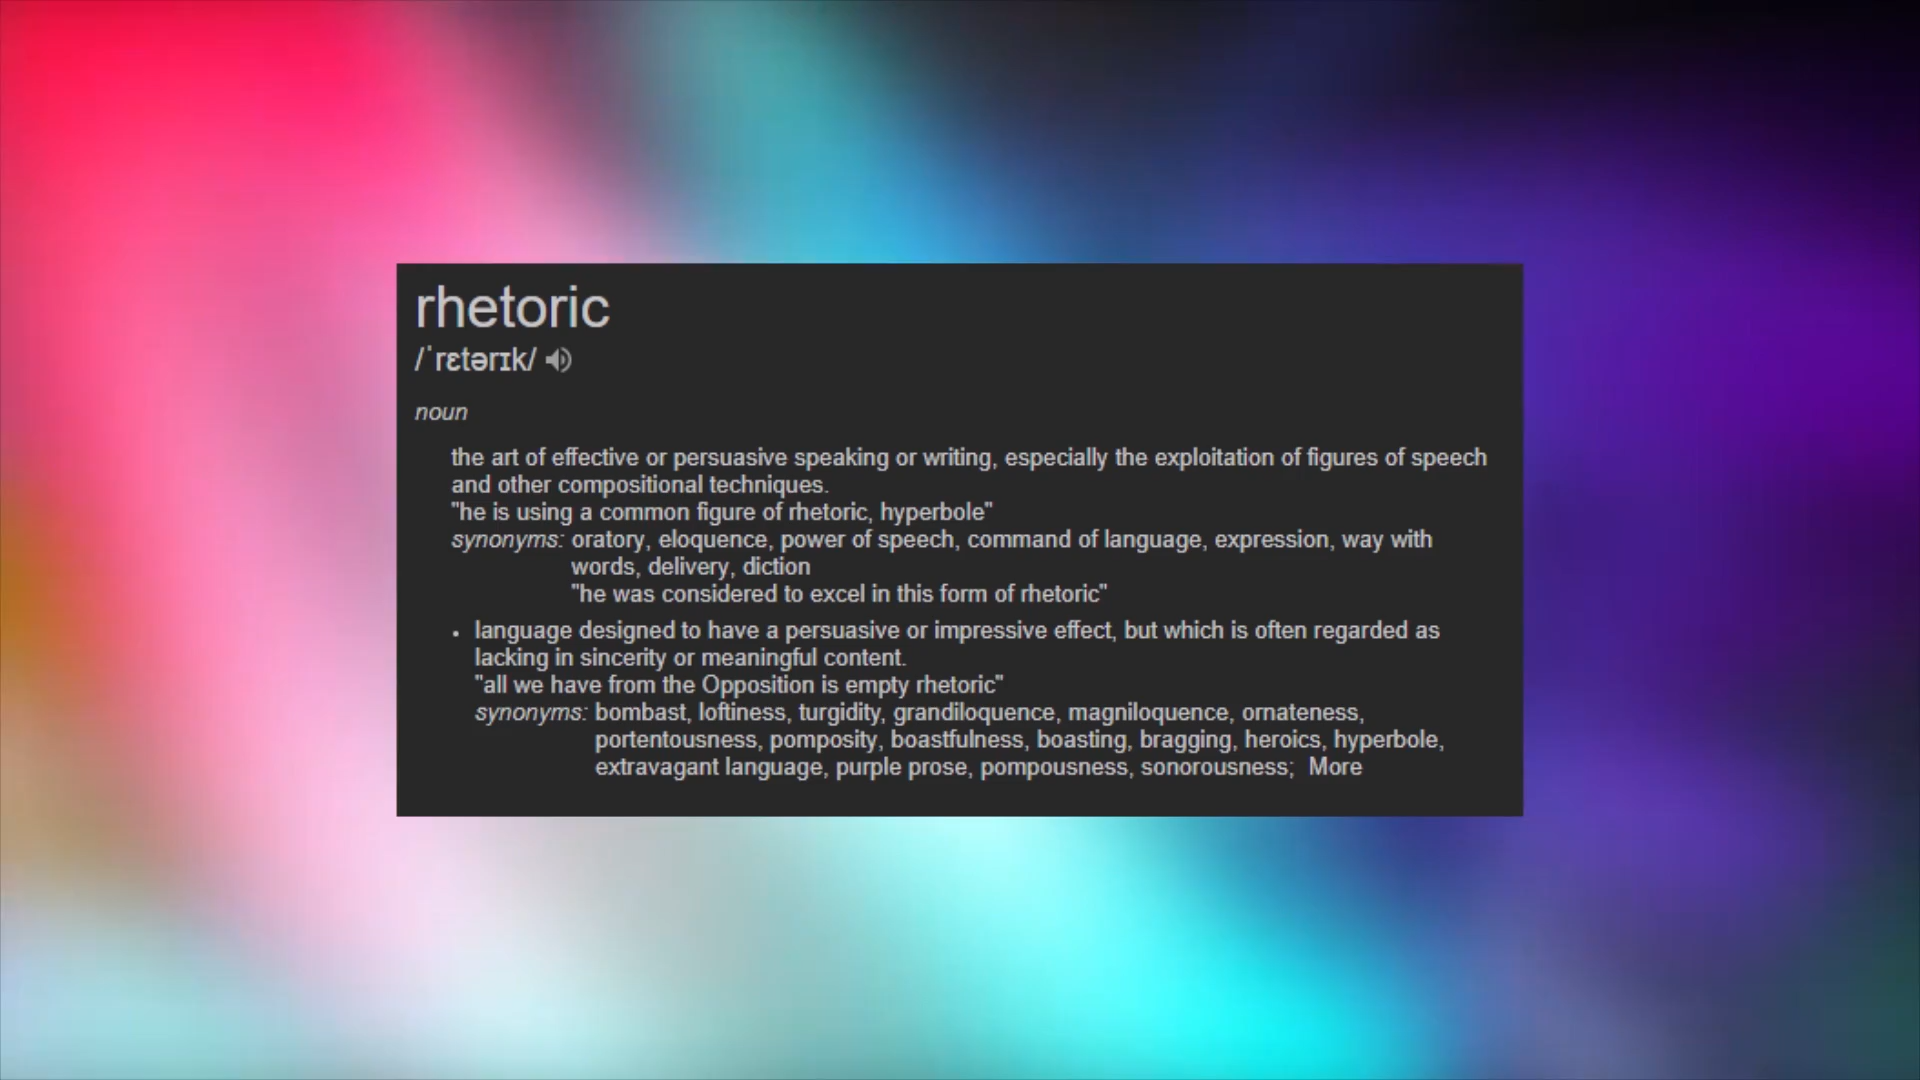 rhetoric
/ˈrɛtərɪk/
noun
the art of effective or persuasive speaking or writing, especially the exploitation of figures of speech
and other compositional techniques.
"he is using a common figure of rhetoric, hyperbole"
synonyms: oratory, eloquence, power of speech, command of language, expression, way with
words, delivery, diction
"he was considered to excel in this form of rhetoric"
• language designed to have a persuasive or impressive effect, but which is often regarded as
lacking in sincerity or meaningful content.
"all we have from the Opposition is empty rhetoric"
synonyms: bombast, loftiness, turgidity, grandiloquence, magniloquence, ornateness,
portentousness, pomposity, boastfulness, boasting, bragging, heroics, hyperbole,
extravagant language, purple prose, pompousness, sonorousness; More